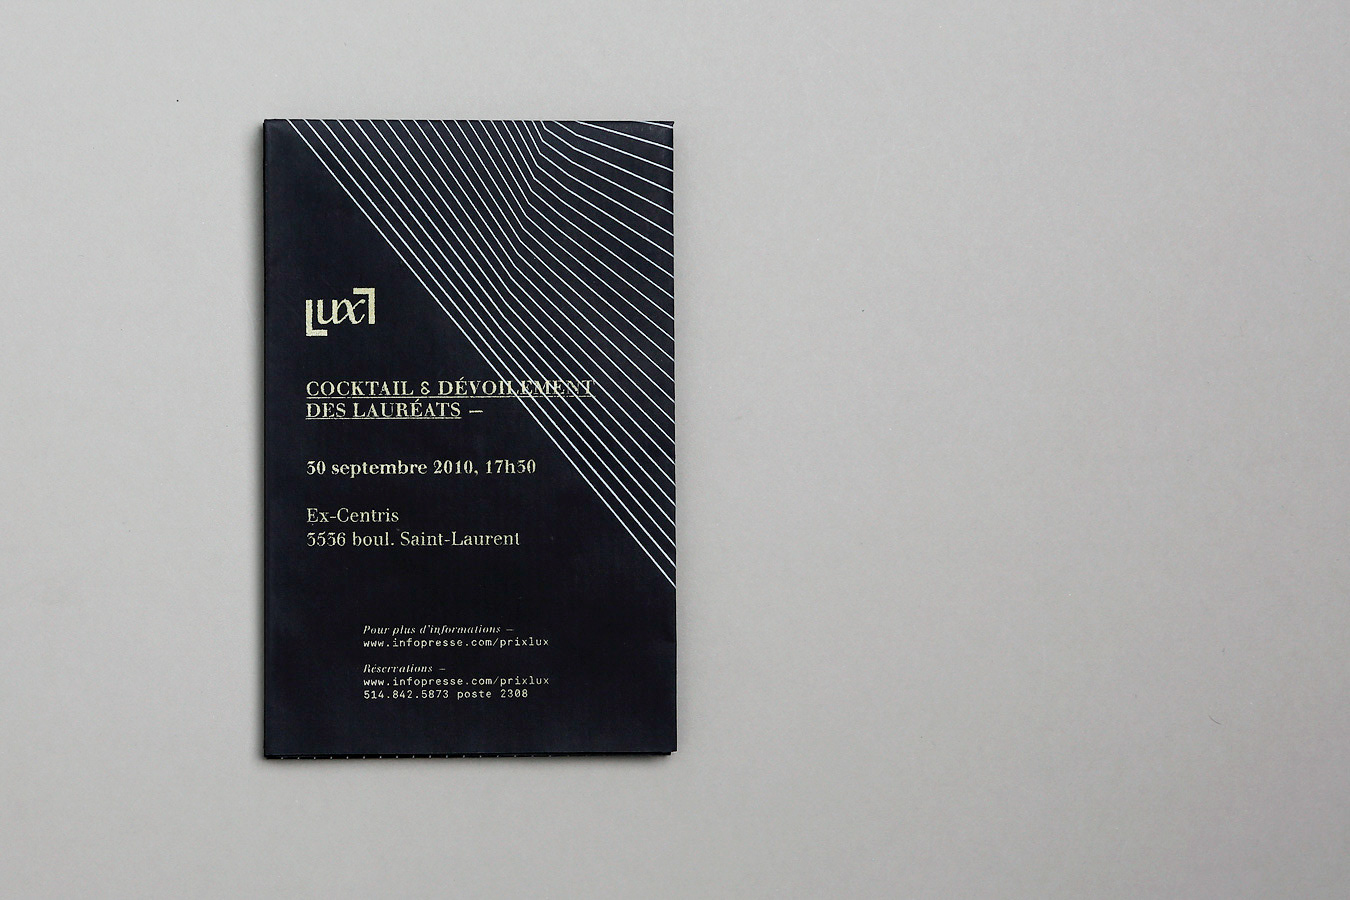 Lux
COCKTAIL & DÉVOILEMENT
DES LAURÉATS —
30 septembre 2010, 17h30
Ex-Centris
3536 boul. Saint-Laurent
Pour plus d'informations —
www.infopresse.com/prixlux
Réservations —
www.infopresse.com/prixlux
514.842.5873 poste 2308